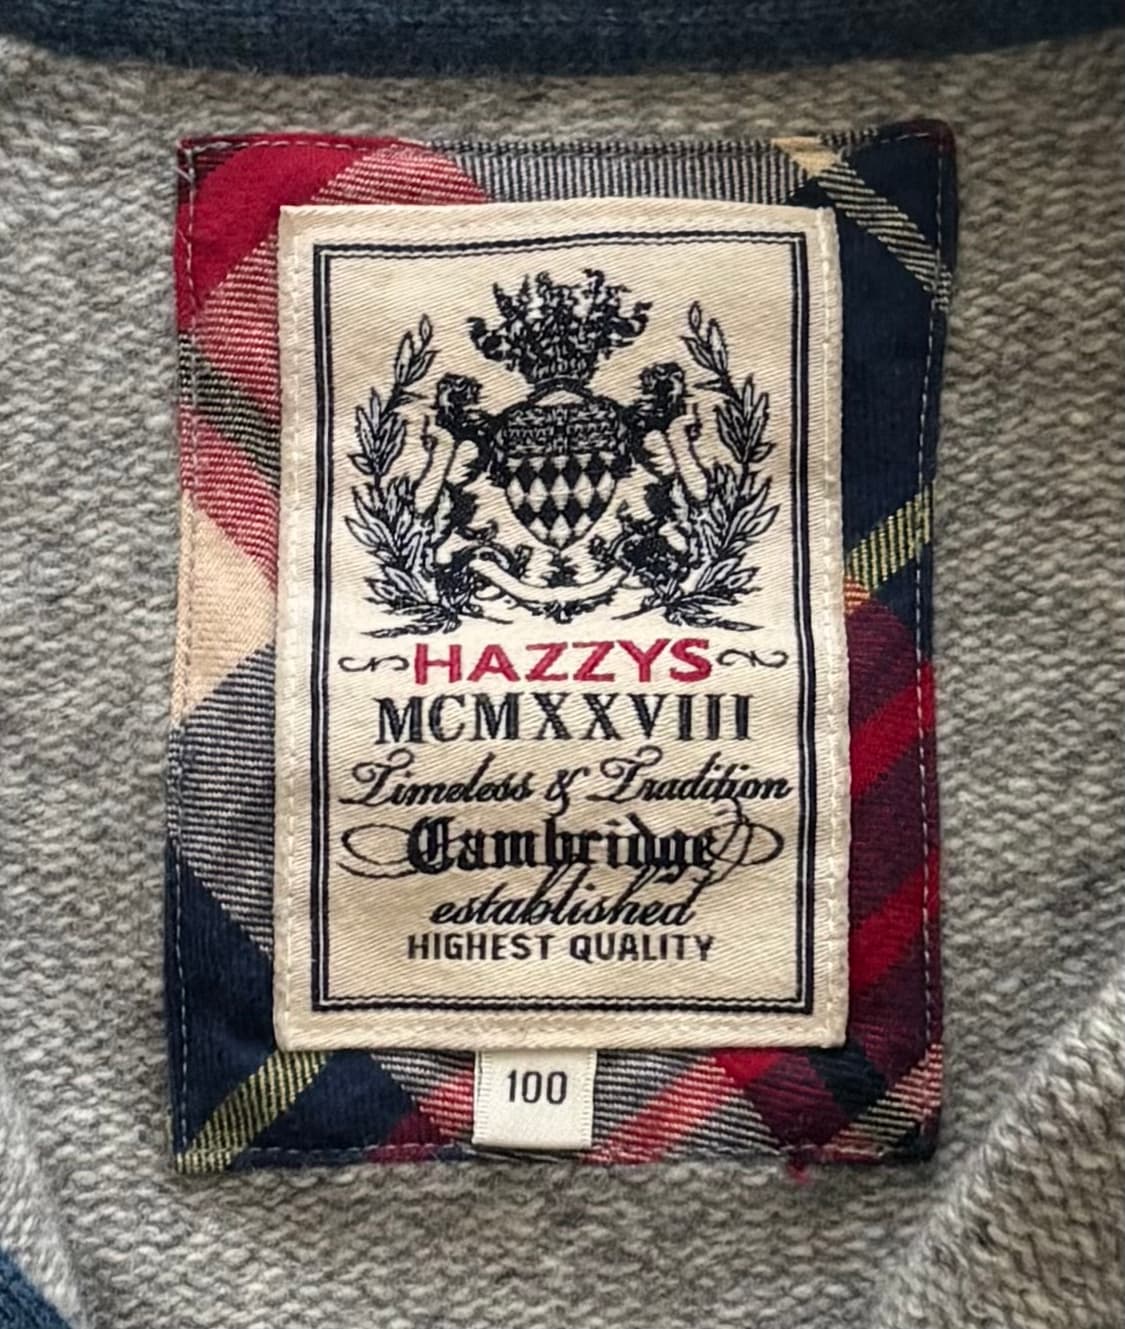 HAZZYS
MCMXXVIII
Timeless & Tradition
Cambridge
established
HIGHEST QUALITY
100